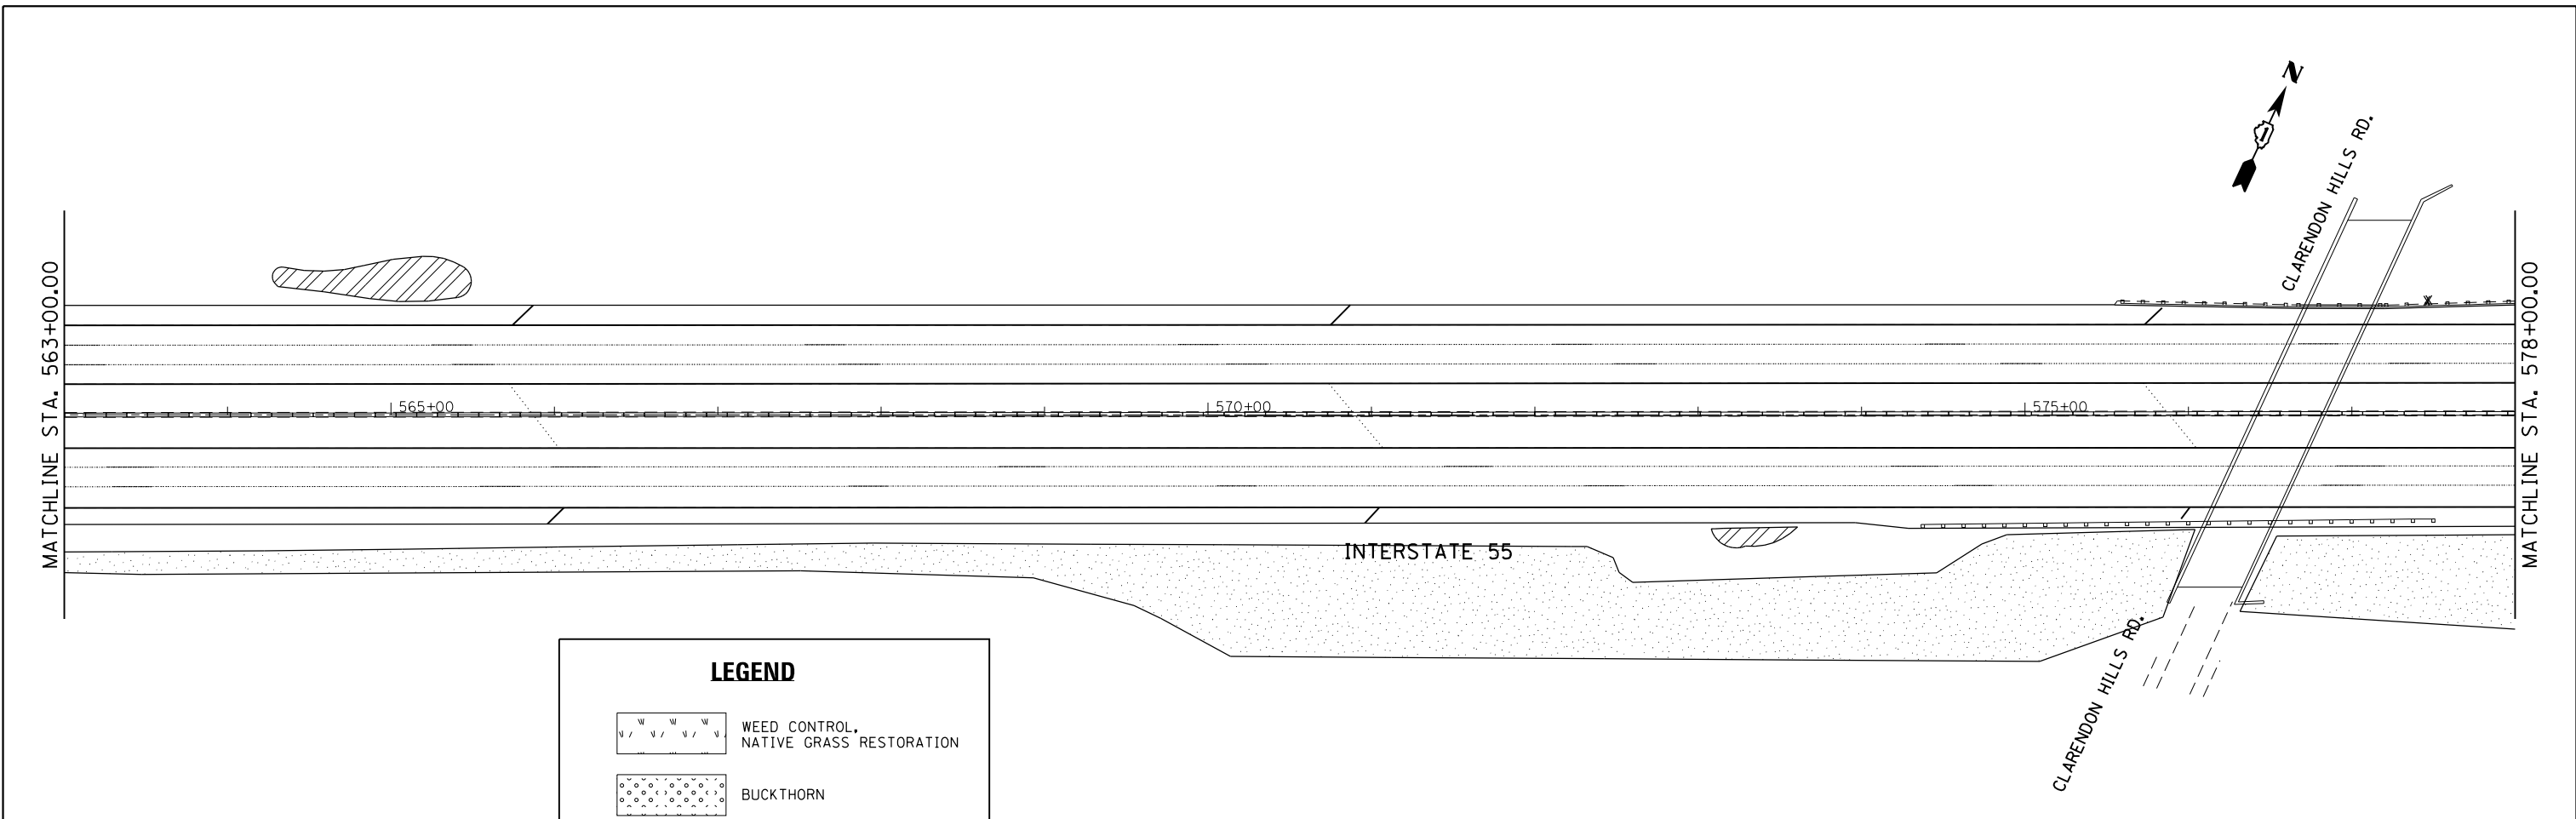 N
CLARENDON HILLS RD.
MATCHLINE STA. 563+00.00
MATCHLINE STA. 578+00.00
565+00
570+00
575+00
INTERSTATE 55
CLARENDON HILLS RD.
LEGEND
WEED CONTROL,
NATIVE GRASS RESTORATION
BUCKTHORN